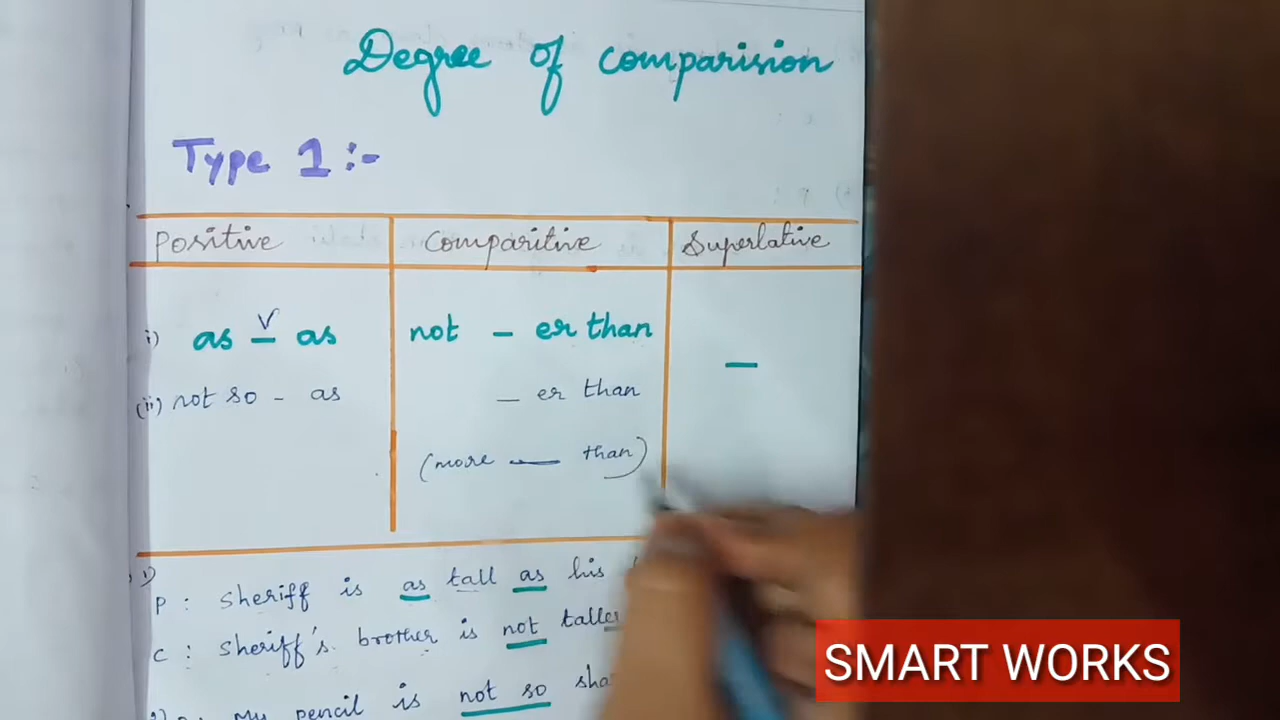 Degree of comparision
Type 1:-
Positive Comparitive Superlative
i) as – as not – er than –
(ii) not so - as – er than
(more — than)
1)
P : Sheriff is as tall as his
C : Sheriff's brother is not taller
My pencil is not so
SMART WORKS